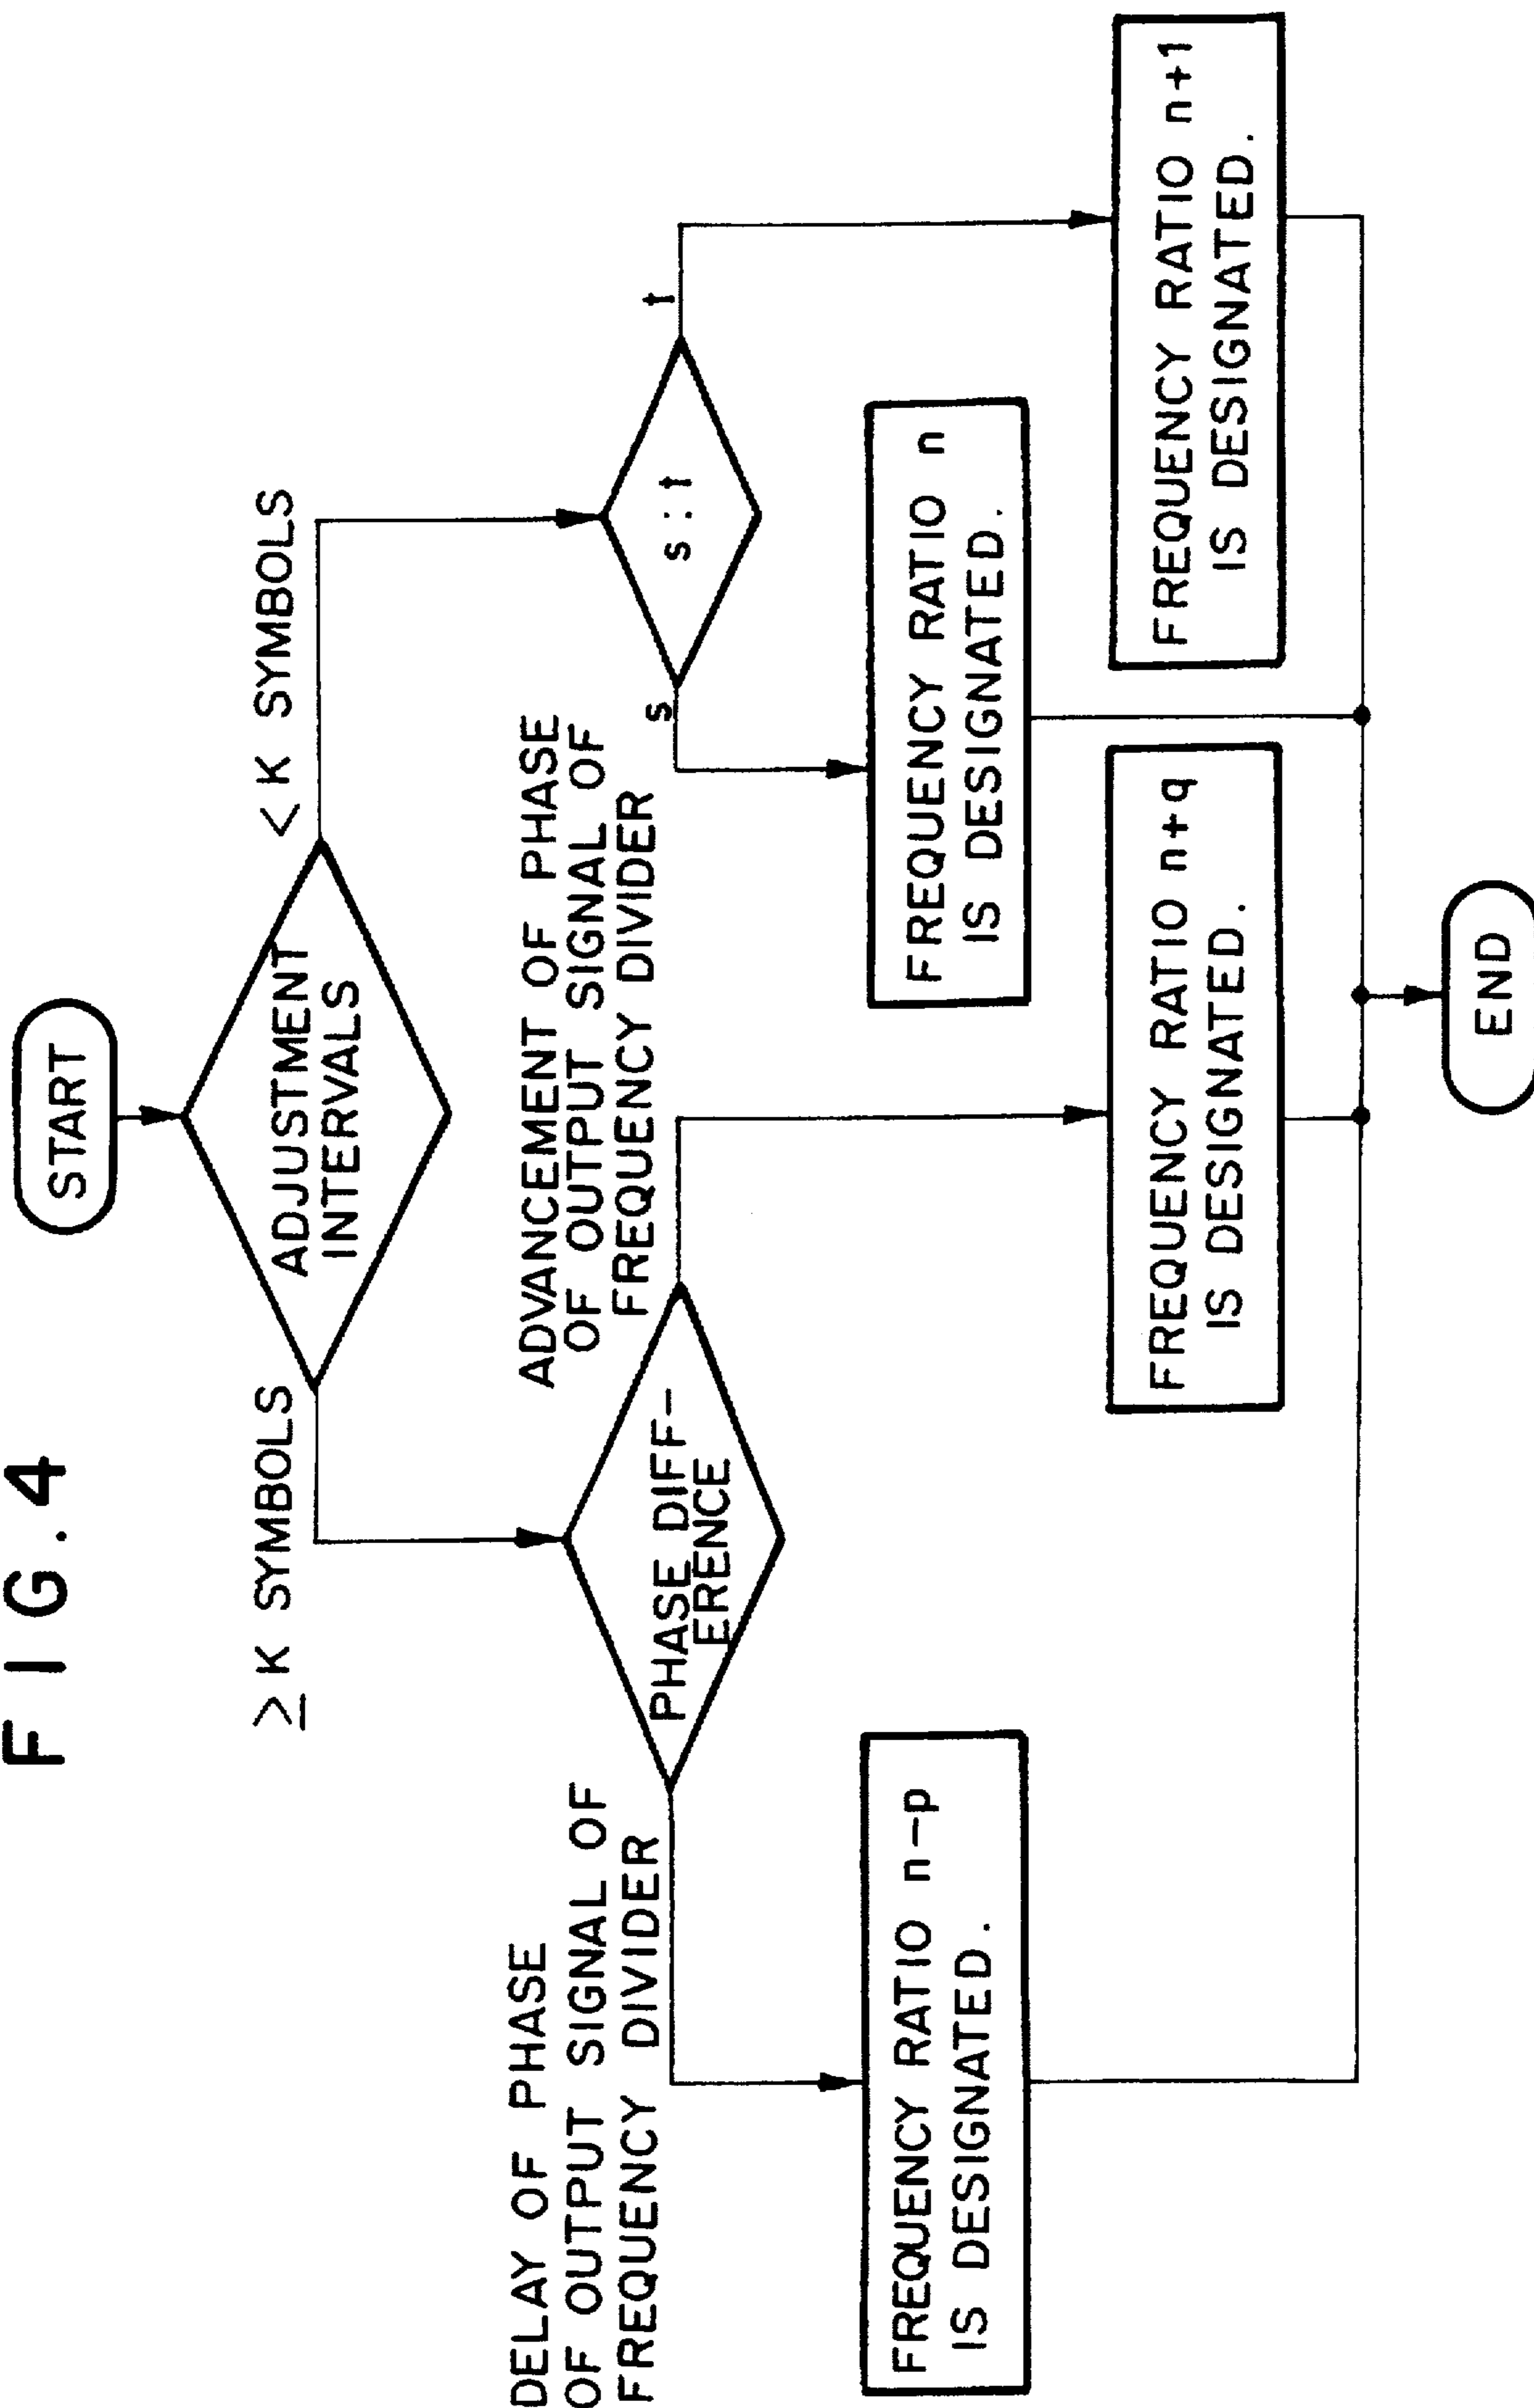 FIG.4
START
ADJUSTMENT
INTERVALS
≥K SYMBOLS
<K SYMBOLS
DELAY OF PHASE
OF OUTPUT SIGNAL OF
FREQUENCY DIVIDER
PHASE DIFF-
ERENCE
ADVANCEMENT OF PHASE
OF OUTPUT SIGNAL OF
FREQUENCY DIVIDER
s
s:t
t
FREQUENCY RATIO n-p
IS DESIGNATED.
FREQUENCY RATIO n
IS DESIGNATED.
FREQUENCY RATIO n+q
IS DESIGNATED.
FREQUENCY RATIO n+1
IS DESIGNATED.
END